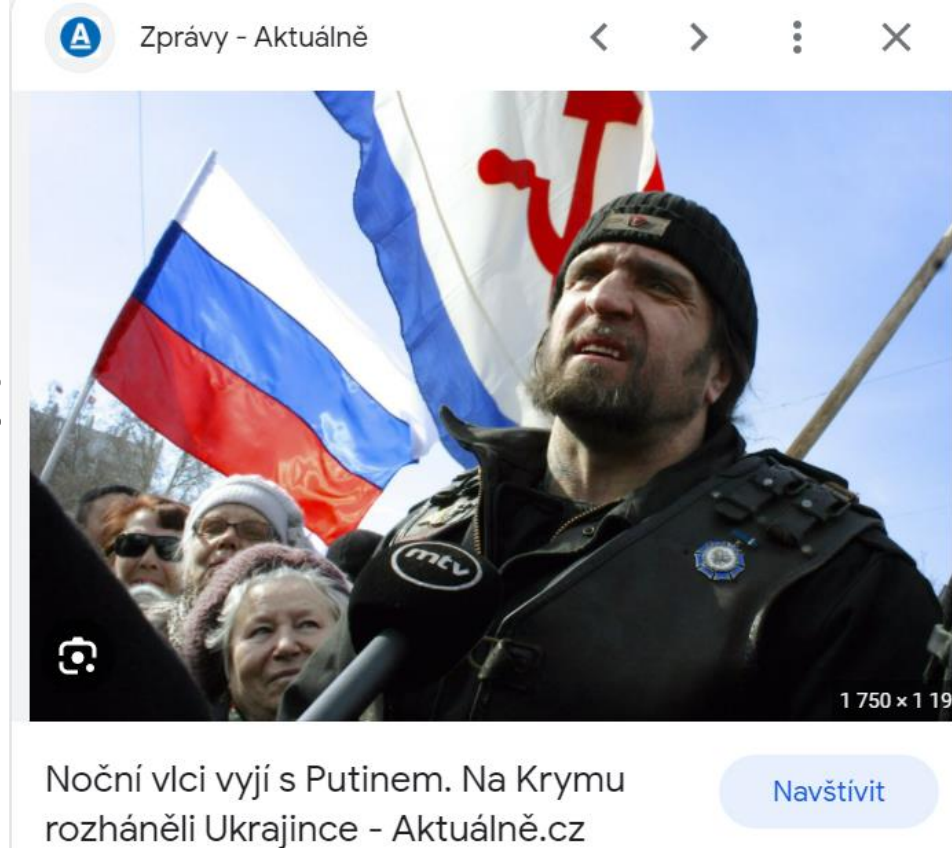 Zprávy - Aktuálně
mtv
1 750 × 1 19
Noční vlci vyjí s Putinem. Na Krymu
rozháněli Ukrajince - Aktuálně.cz
Navštívit